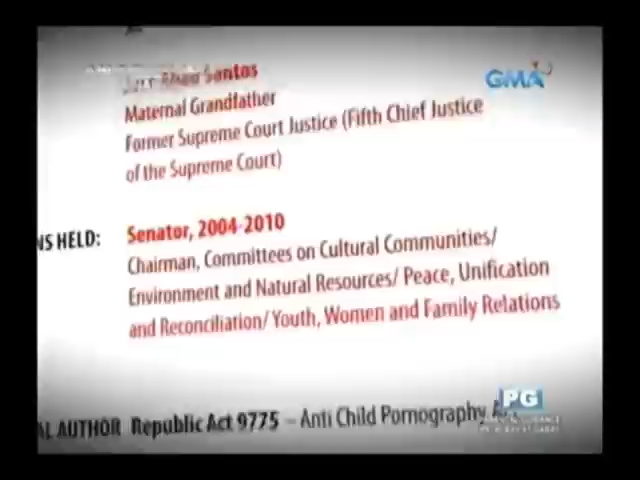 Santos
GMA
Maternal Grandfather
Former Supreme Court Justice (Fifth Chief Justice
of the Supreme Court)
NS HELD: Senator, 2004-2010
Chairman, Committees on Cultural Communities/
Environment and Natural Resources/ Peace, Unification
and Reconciliation/ Youth, Women and Family Relations
PG
AL AUTHOR Republic Act 9775 – Anti Child Pornography